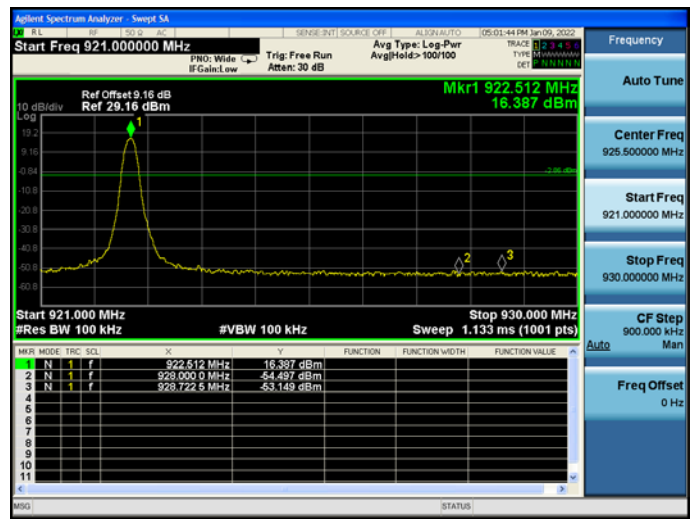 Agilent Spectrum Analyzer - Swept SA
RL RF 50 Ω AC SENSE:INT SOURCE OFF ALIGN AUTO 05:01:44 PM Jan 09, 2022
Start Freq 921.000000 MHz
PNO: Wide
IFGain:Low
Trig: Free Run
Atten: 30 dB
Avg Type: Log-Pwr
Avg|Hold:> 100/100
TRACE 1 2 3 4 5 6
TYPE MWWWWW
DET P N N N N N
Ref Offset 9.16 dB
Ref 29.16 dBm
10 dB/div
Log
Mkr1 922.512 MHz
16.387 dBm
1
19.2
9.16
-0.84
-2.06 dBm
-10.8
-20.8
-30.8
-40.8
-50.8
-60.8
2
3
Start 921.000 MHz
Stop 930.000 MHz
#Res BW 100 kHz
#VBW 100 kHz
Sweep 1.133 ms (1001 pts)
MKR MODE TRC SCL X Y FUNCTION FUNCTION WIDTH FUNCTION VALUE
1 N 1 f 922.512 MHz 16.387 dBm
2 N 1 f 928.000 0 MHz -54.497 dBm
3 N 1 f 928.722 5 MHz -53.149 dBm
4
5
6
7
8
9
10
11
MSG
STATUS
Frequency
Auto Tune
Center Freq
925.500000 MHz
Start Freq
921.000000 MHz
Stop Freq
930.000000 MHz
CF Step
900.000 kHz
Auto Man
Freq Offset
0 Hz